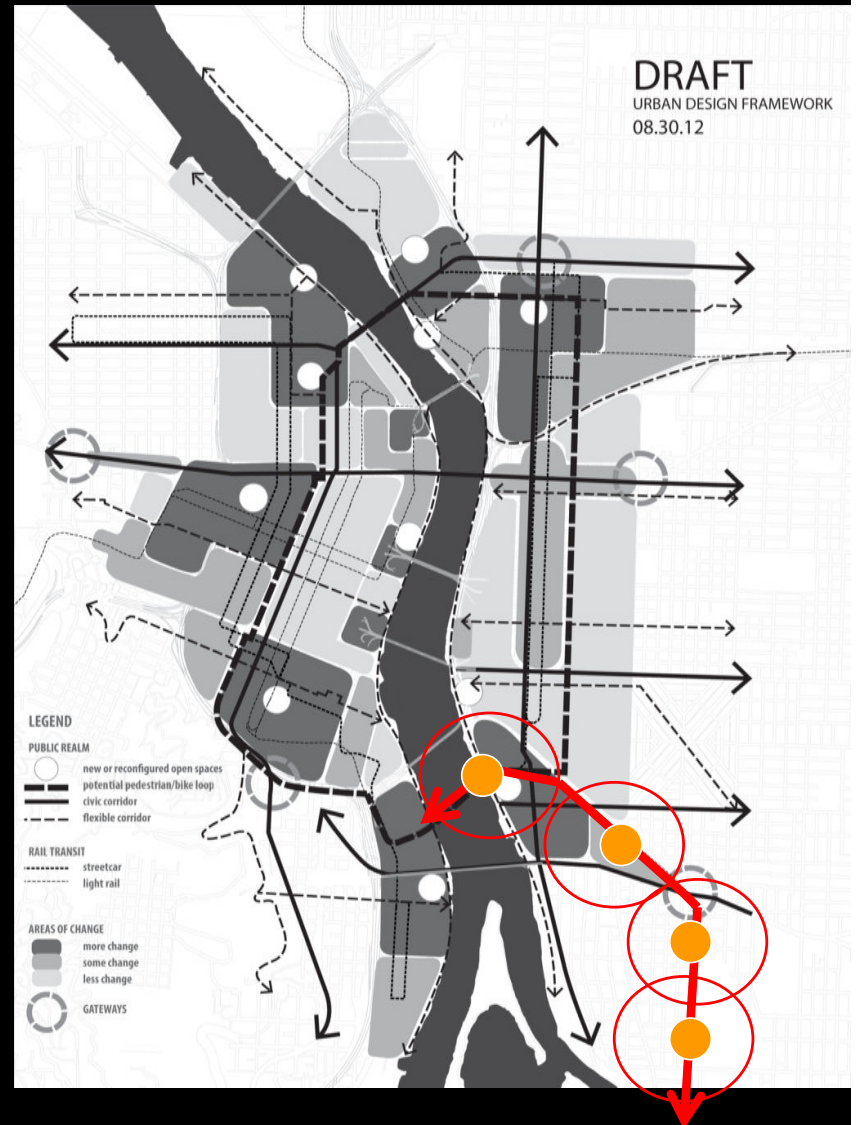 DRAFT
URBAN DESIGN FRAMEWORK
08.30.12
LEGEND
PUBLIC REALM
new or reconfigured open spaces
potential pedestrian/bike loop
civic corridor
flexible corridor
RAIL TRANSIT
streetcar
light rail
AREAS OF CHANGE
more change
some change
less change
GATEWAYS